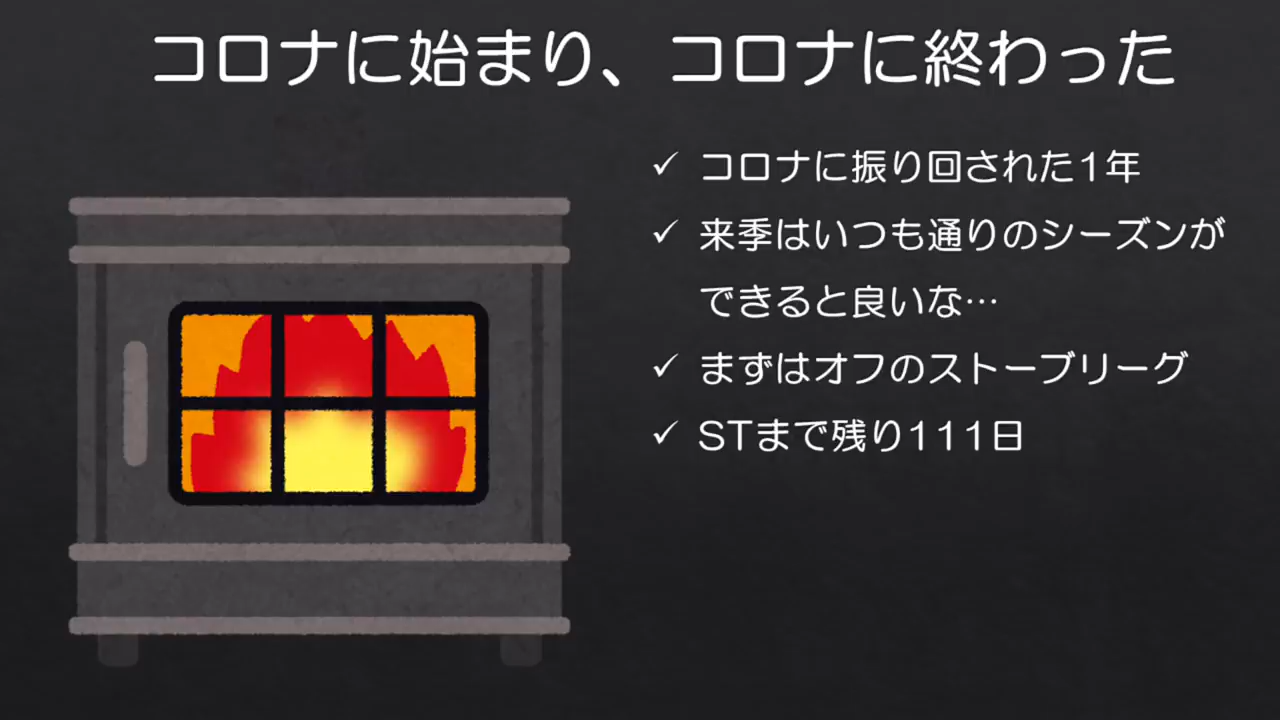 コロナに始まり、コロナに終わった
✓ コロナに振り回された1年
✓ 来季はいつも通りのシーズンが
できると良いな…
✓ まずはオフのストーブリーグ
✓ STまで残り111日